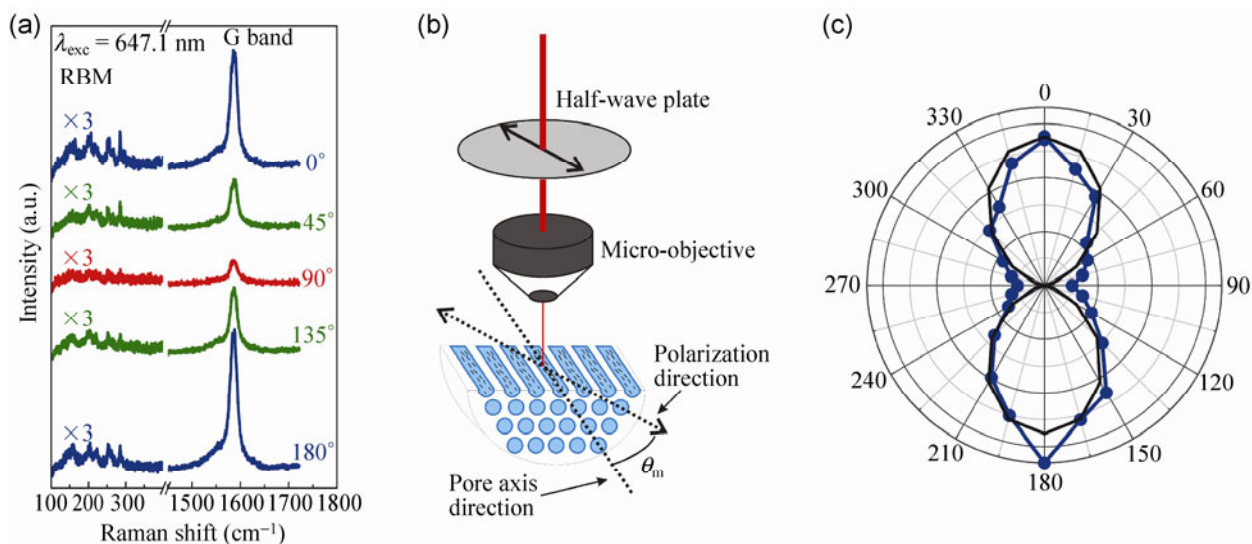 (a)
λexc = 647.1 nm
G band
RBM
×3
0°
×3
45°
×3
90°
×3
135°
×3
180°
Intensity (a.u.)
100
200
300
1500
1600
1700
1800
Raman shift (cm⁻¹)
(b)
Half-wave plate
Micro-objective
Polarization
direction
θm
Pore axis
direction
(c)
0
30
60
90
120
150
180
210
240
270
300
330